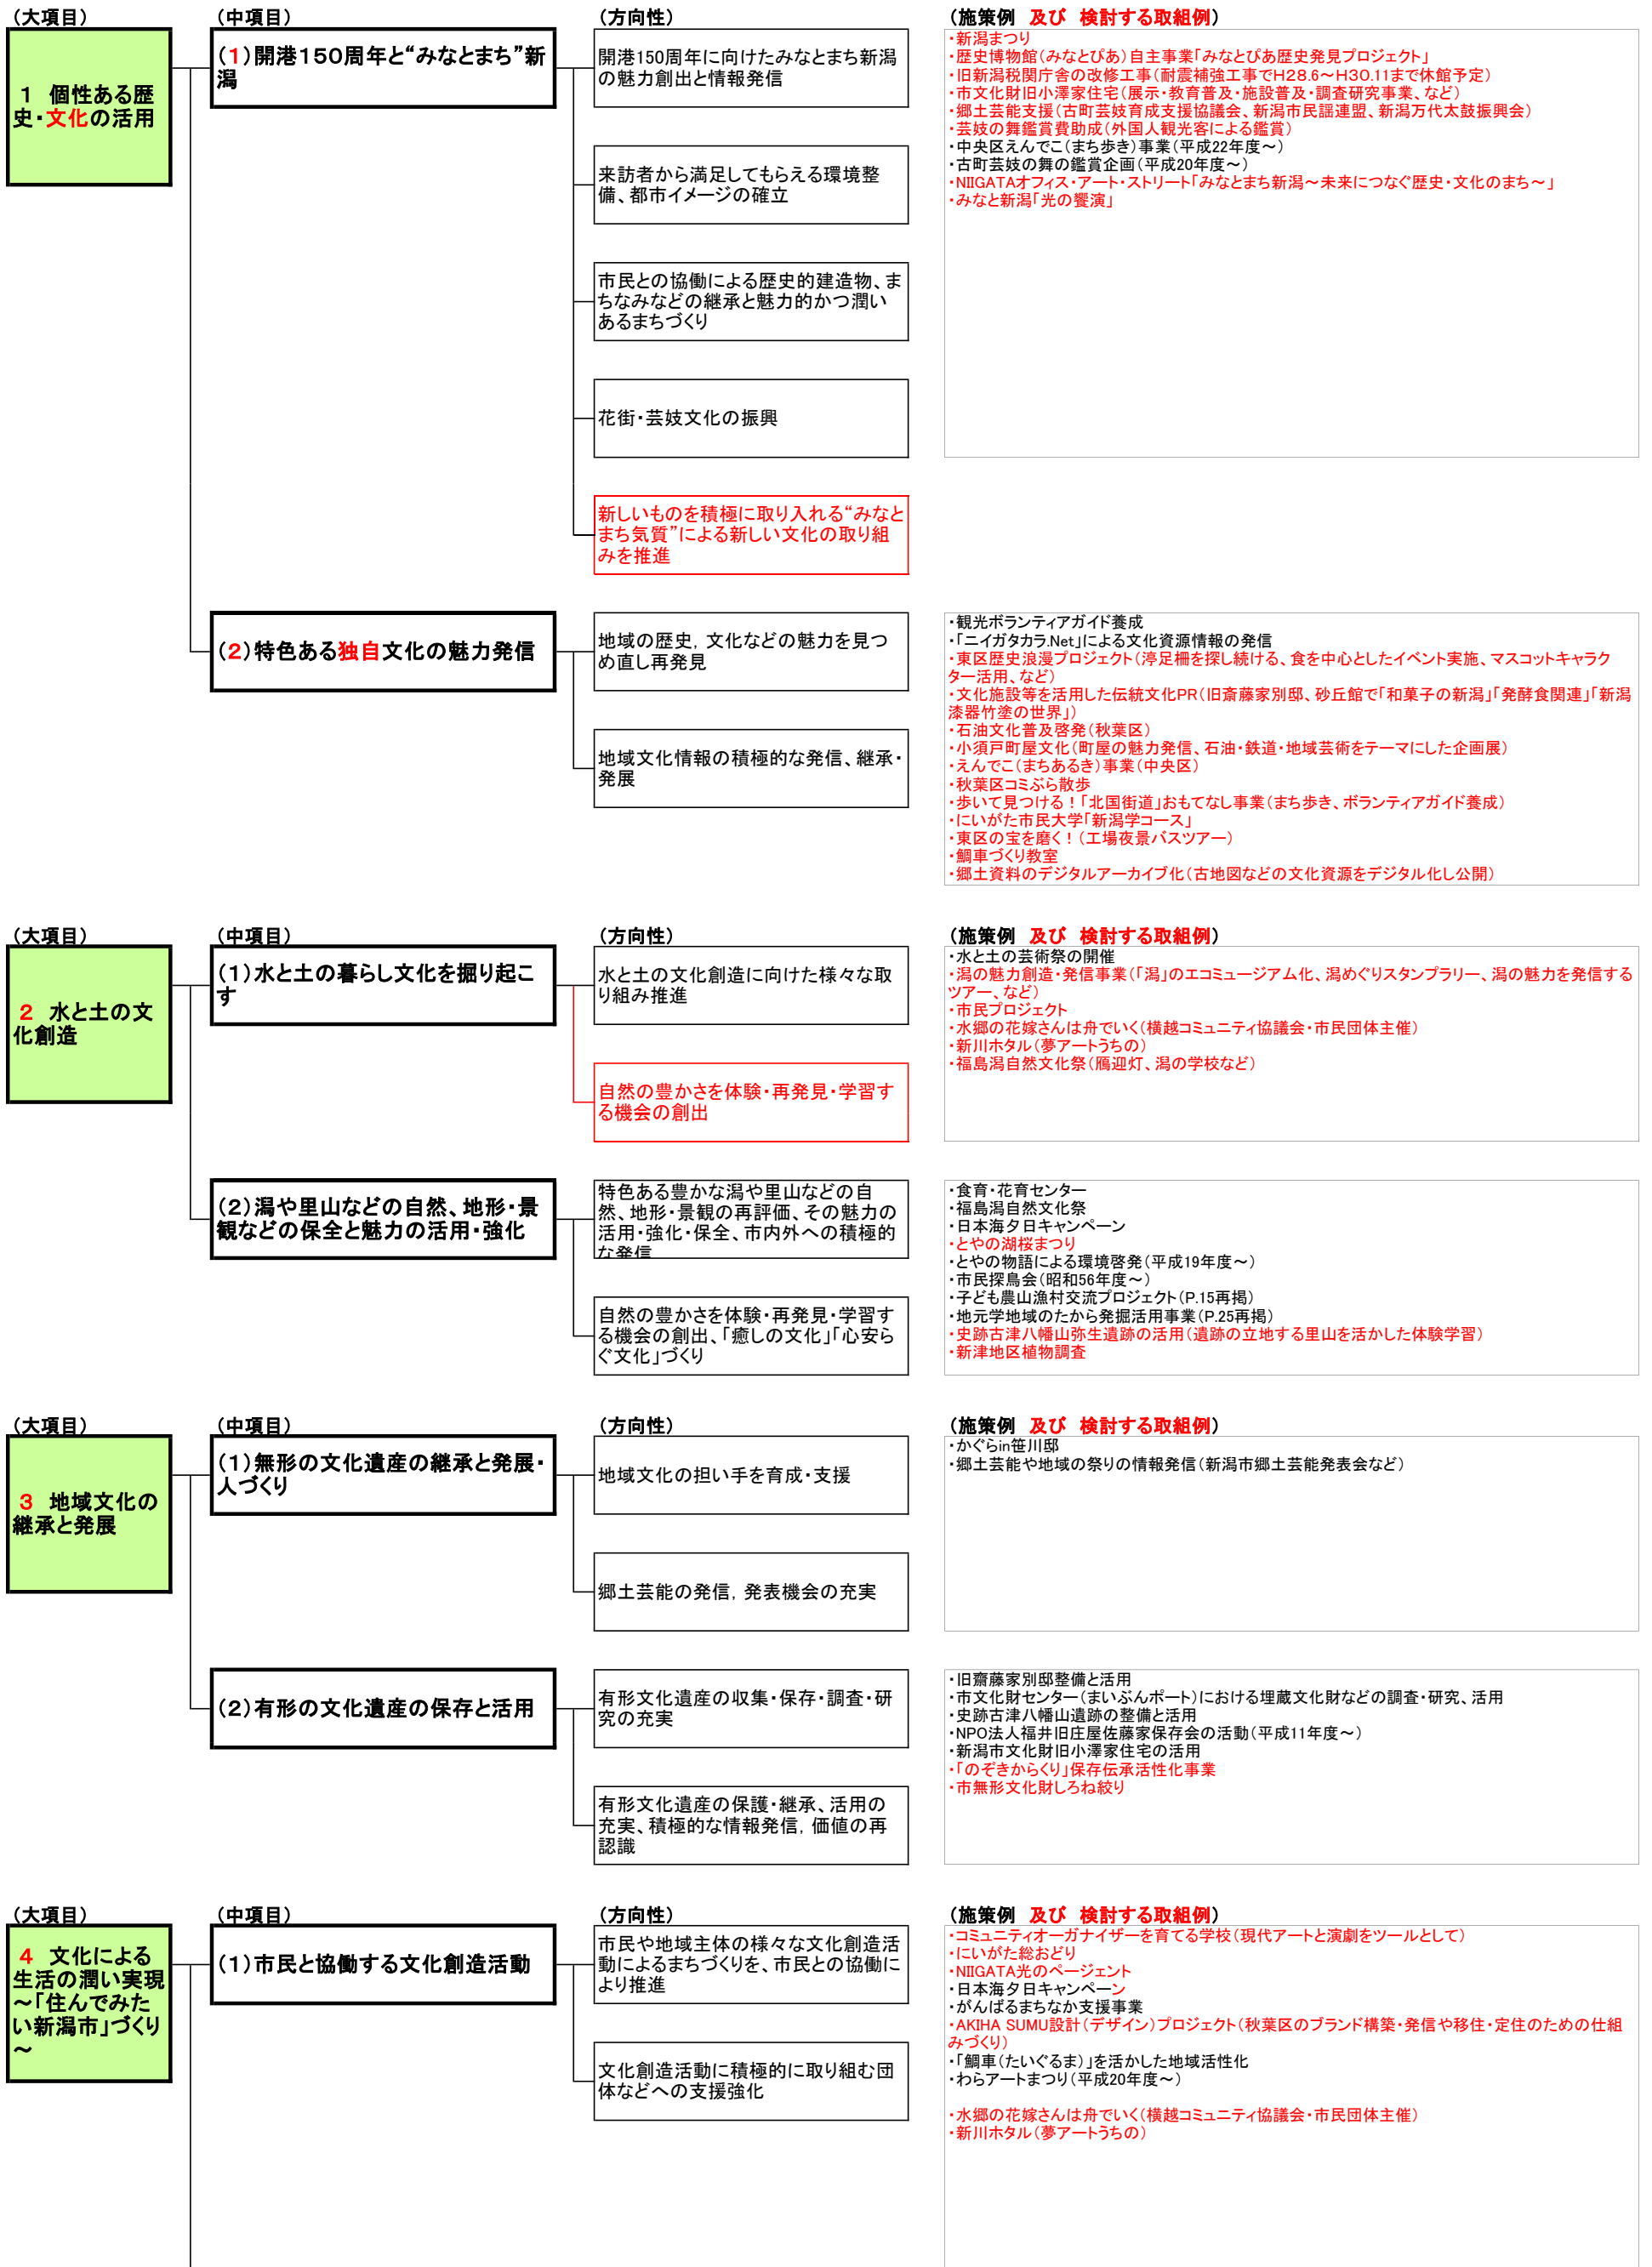 （大項目）
（中項目）
（方向性）
（施策例　及び　検討する取組例）
１　個性ある歴
史・文化の活用
（１）開港１５０周年と“みなとまち”新
潟
開港150周年に向けたみなとまち新潟
の魅力創出と情報発信
来訪者から満足してもらえる環境整
備、都市イメージの確立
市民との協働による歴史的建造物、ま
ちなみなどの継承と魅力的かつ潤い
あるまちづくり
花街・芸妓文化の振興
新しいものを積極に取り入れる“みなと
まち気質”による新しい文化の取り組
みを推進
・新潟まつり
・歴史博物館（みなとぴあ）自主事業「みなとぴあ歴史発見プロジェクト」
・旧新潟税関庁舎の改修工事（耐震補強工事でH28.6～H30.11まで休館予定）
・市文化財旧小澤家住宅（展示・教育普及・施設普及・調査研究事業、など）
・郷土芸能支援（古町芸妓育成支援協議会、新潟市民謡連盟、新潟万代太鼓振興会）
・芸妓の舞鑑賞費助成（外国人観光客による鑑賞）
・中央区えんでこ（まち歩き）事業（平成22年度～）
・古町芸妓の舞の鑑賞企画（平成20年度～）
・NIIGATAオフィス・アート・ストリート「みなとまち新潟～未来につなぐ歴史・文化のまち～」
・みなと新潟「光の饗演」
（２）特色ある独自文化の魅力発信
地域の歴史，文化などの魅力を見つ
め直し再発見
地域文化情報の積極的な発信、継承・
発展
・観光ボランティアガイド養成
・「ニイガタカラ.Net」による文化資源情報の発信
・東区歴史浪漫プロジェクト（渟足柵を探し続ける、食を中心としたイベント実施、マスコットキャラク
ター活用、など）
・文化施設等を活用した伝統文化PR（旧斎藤家別邸、砂丘館で「和菓子の新潟」「発酵食関連」「新潟
漆器竹塗の世界」）
・石油文化普及啓発（秋葉区）
・小須戸町屋文化（町屋の魅力発信、石油・鉄道・地域芸術をテーマにした企画展）
・えんでこ（まちあるき）事業（中央区）
・秋葉区コミぶら散歩
・歩いて見つける！「北国街道」おもてなし事業（まち歩き、ボランティアガイド養成）
・にいがた市民大学「新潟学コース」
・東区の宝を磨く！（工場夜景バスツアー）
・鯛車づくり教室
・郷土資料のデジタルアーカイブ化（古地図などの文化資源をデジタル化し公開）
（大項目）
（中項目）
（方向性）
（施策例　及び　検討する取組例）
２　水と土の文
化創造
（１）水と土の暮らし文化を掘り起こ
す
水と土の文化創造に向けた様々な取
り組み推進
自然の豊かさを体験・再発見・学習す
る機会の創出
・水と土の芸術祭の開催
・潟の魅力創造・発信事業（「潟」のエコミュージアム化、潟めぐりスタンプラリー、潟の魅力を発信する
ツアー、など）
・市民プロジェクト
・水郷の花嫁さんは舟でいく（横越コミュニティ協議会・市民団体主催）
・新川ホタル（夢アートうちの）
・福島潟自然文化祭（雁迎灯、潟の学校など）
（２）潟や里山などの自然、地形・景
観などの保全と魅力の活用・強化
特色ある豊かな潟や里山などの自
然、地形・景観の再評価、その魅力の
活用・強化・保全、市内外への積極的
な発信
自然の豊かさを体験・再発見・学習す
る機会の創出、「癒しの文化」「心安ら
ぐ文化」づくり
・食育・花育センター
・福島潟自然文化祭
・日本海夕日キャンペーン
・とやの湖桜まつり
・とやの物語による環境啓発（平成19年度～）
・市民探鳥会（昭和56年度～）
・子ども農山漁村交流プロジェクト（P.15再掲）
・地元学地域のたから発掘活用事業（P.25再掲）
・史跡古津八幡山弥生遺跡の活用（遺跡の立地する里山を活かした体験学習）
・新津地区植物調査
（大項目）
（中項目）
（方向性）
（施策例　及び　検討する取組例）
３　地域文化の
継承と発展
（１）無形の文化遺産の継承と発展・
人づくり
地域文化の担い手を育成・支援
郷土芸能の発信，発表機会の充実
・かぐらin笹川邸
・郷土芸能や地域の祭りの情報発信（新潟市郷土芸能発表会など）
（２）有形の文化遺産の保存と活用
有形文化遺産の収集・保存・調査・研
究の充実
有形文化遺産の保護・継承、活用の
充実、積極的な情報発信，価値の再
認識
・旧齋藤家別邸整備と活用
・市文化財センター（まいぶんポート）における埋蔵文化財などの調査・研究、活用
・史跡古津八幡山遺跡の整備と活用
・NPO法人福井旧庄屋佐藤家保存会の活動（平成11年度～）
・新潟市文化財旧小澤家住宅の活用
・「のぞきからくり」保存伝承活性化事業
・市無形文化財しろね絞り
（大項目）
（中項目）
（方向性）
（施策例　及び　検討する取組例）
４　文化による
生活の潤い実現
～「住んでみた
い新潟市」づくり
～
（１）市民と協働する文化創造活動
市民や地域主体の様々な文化創造活
動によるまちづくりを、市民との協働に
より推進
文化創造活動に積極的に取り組む団
体などへの支援強化
・コミュニティオーガナイザーを育てる学校（現代アートと演劇をツールとして）
・にいがた総おどり
・NIIGATA光のページェント
・日本海夕日キャンペーン
・がんばるまちなか支援事業
・AKIHA SUMU設計（デザイン）プロジェクト（秋葉区のブランド構築・発信や移住・定住のための仕組
みづくり）
・「鯛車（たいぐるま）」を活かした地域活性化
・わらアートまつり（平成20年度～）
・水郷の花嫁さんは舟でいく（横越コミュニティ協議会・市民団体主催）
・新川ホタル（夢アートうちの）